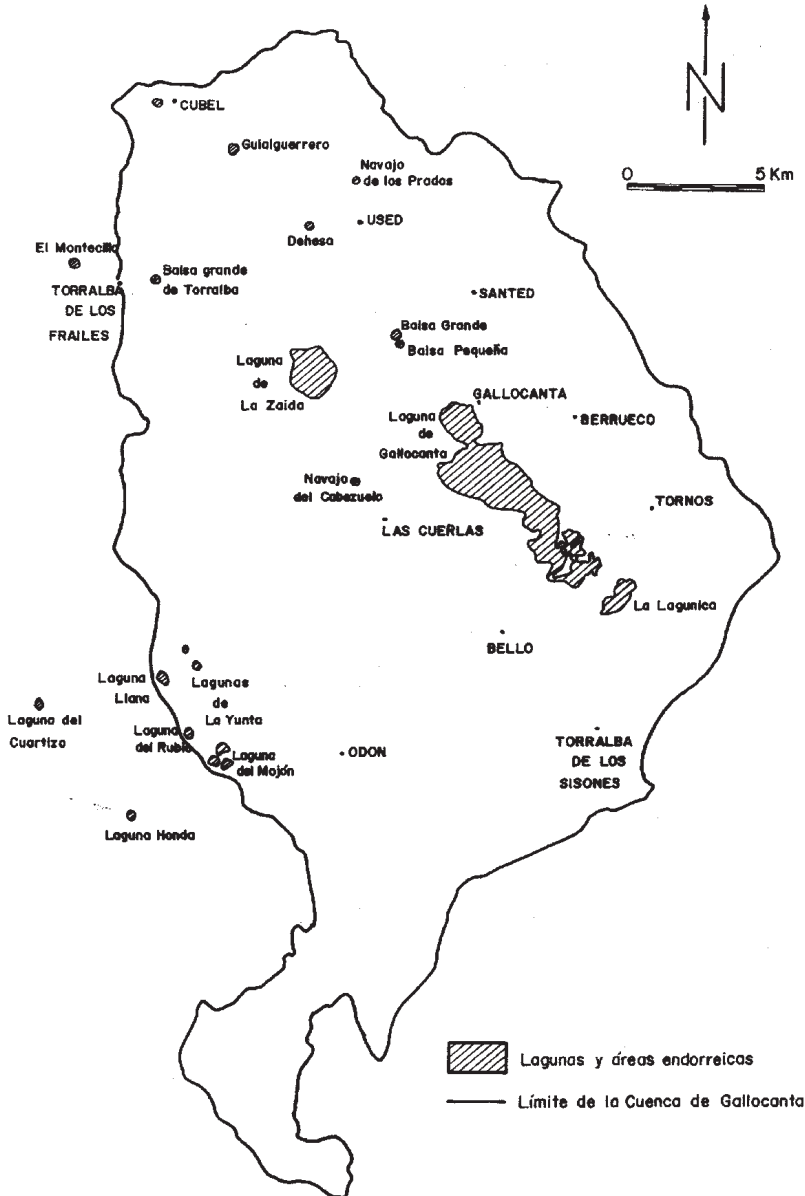 N
CUBEL
Guialguerrero
Navajo
de los Prados
0 5 Km
USED
Dehesa
El Montecillo
Balsa grande
de Torralba
TORRALBA
DE LOS
FRAILES
SANTED
Balsa Grande
Balsa Pequeña
Laguna
de
La Zaida
GALLOCANTA
Laguna
de
Gallocanta
BERRUECO
Navajo
del Cabezuelo
TORNOS
LAS CUERLAS
La Lagunica
BELLO
Laguna
Llana
Lagunas
de
La Yunta
Laguna del
Cuartizo
Laguna
del Rubio
Laguna
del Mojón
ODON
TORRALBA
DE LOS
SISONES
Laguna Honda
Lagunas y áreas endorreicas
Límite de la Cuenca de Gallocanta